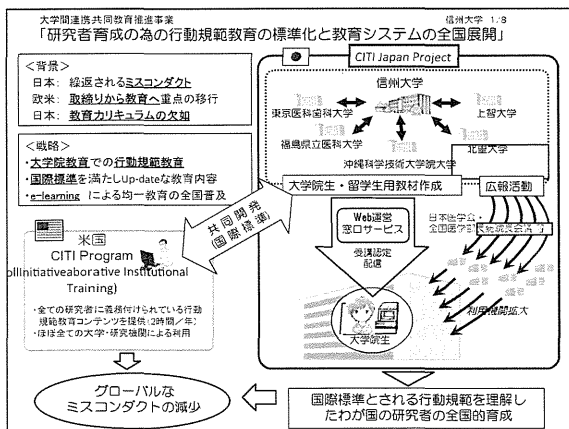 大学間連携共同教育推進事業
信州大学 1/8
「研究者育成の為の行動規範教育の標準化と教育システムの全国展開」
＜背景＞
日本: 繰返されるミスコンダクト
欧米: 取締りから教育へ重点の移行
日本: 教育カリキュラムの欠如
＜戦略＞
・大学院教育での行動規範教育
・国際標準を満たしUp-dateな教育内容
・e-learning による均一教育の全国普及
CITI Japan Project
信州大学
東京医科歯科大学
上智大学
福島県立医科大学
北里大学
沖縄科学技術大学院大学
大学院生・留学生用教材作成
広報活動
共同開発
(国際標準)
Web運営
窓口サービス
日本医学会・
全国医学部長
受講認定
配信
利用機関拡大
大学院生
米国
CITI Program
ollInitiativeaborative Institutional
Training)
・全ての研究者に義務付けられている行動
規範教育コンテンツを提供(2時間／年)
・ほぼ全ての大学・研究機関による利用
グローバルな
ミスコンダクトの減少
国際標準とされる行動規範を理解し
たわが国の研究者の全国的育成